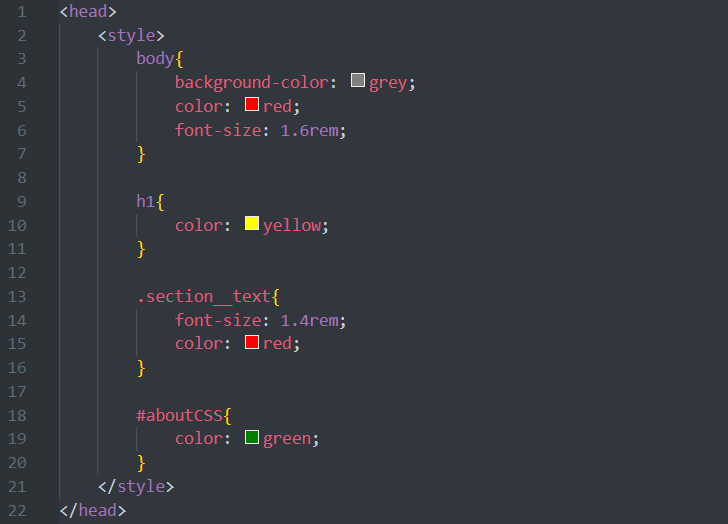 1 <head>
2 <style>
3 body{
4 background-color: grey;
5 color: red;
6 font-size: 1.6rem;
7 }
8
9 h1{
10 color: yellow;
11 }
12
13 .section__text{
14 font-size: 1.4rem;
15 color: red;
16 }
17
18 #aboutCSS{
19 color: green;
20 }
21 </style>
22 </head>